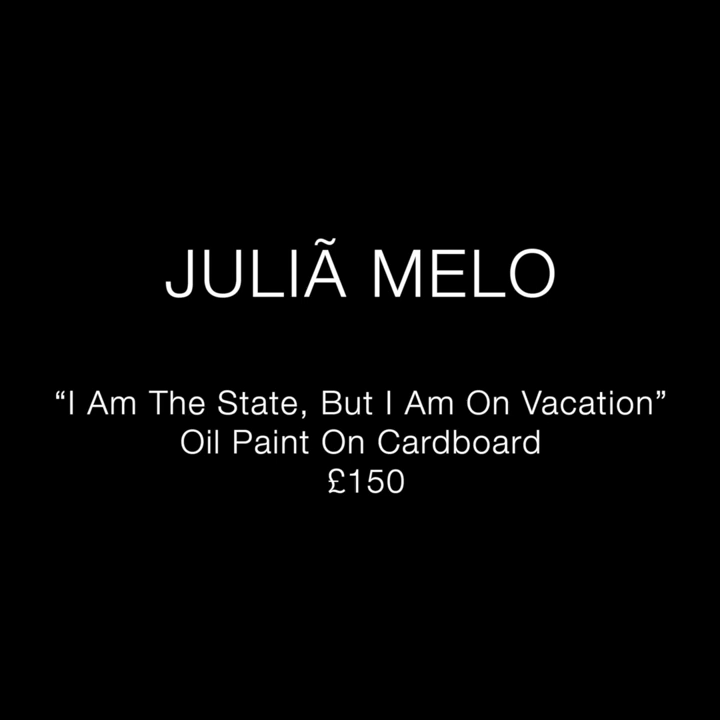 JULIÃ MELO
“I Am The State, But I Am On Vacation”
Oil Paint On Cardboard
£150